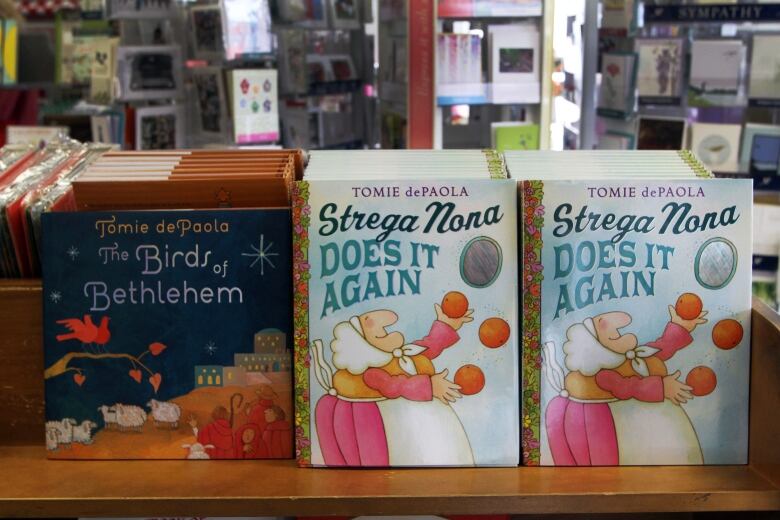 SYMPATHY
Tomie dePaola
The Birds of
Bethlehem
TOMIE dePAOLA
Strega Nona
DOES IT
AGAIN
TOMIE dePAOLA
Strega Nona
DOES IT
AGAIN